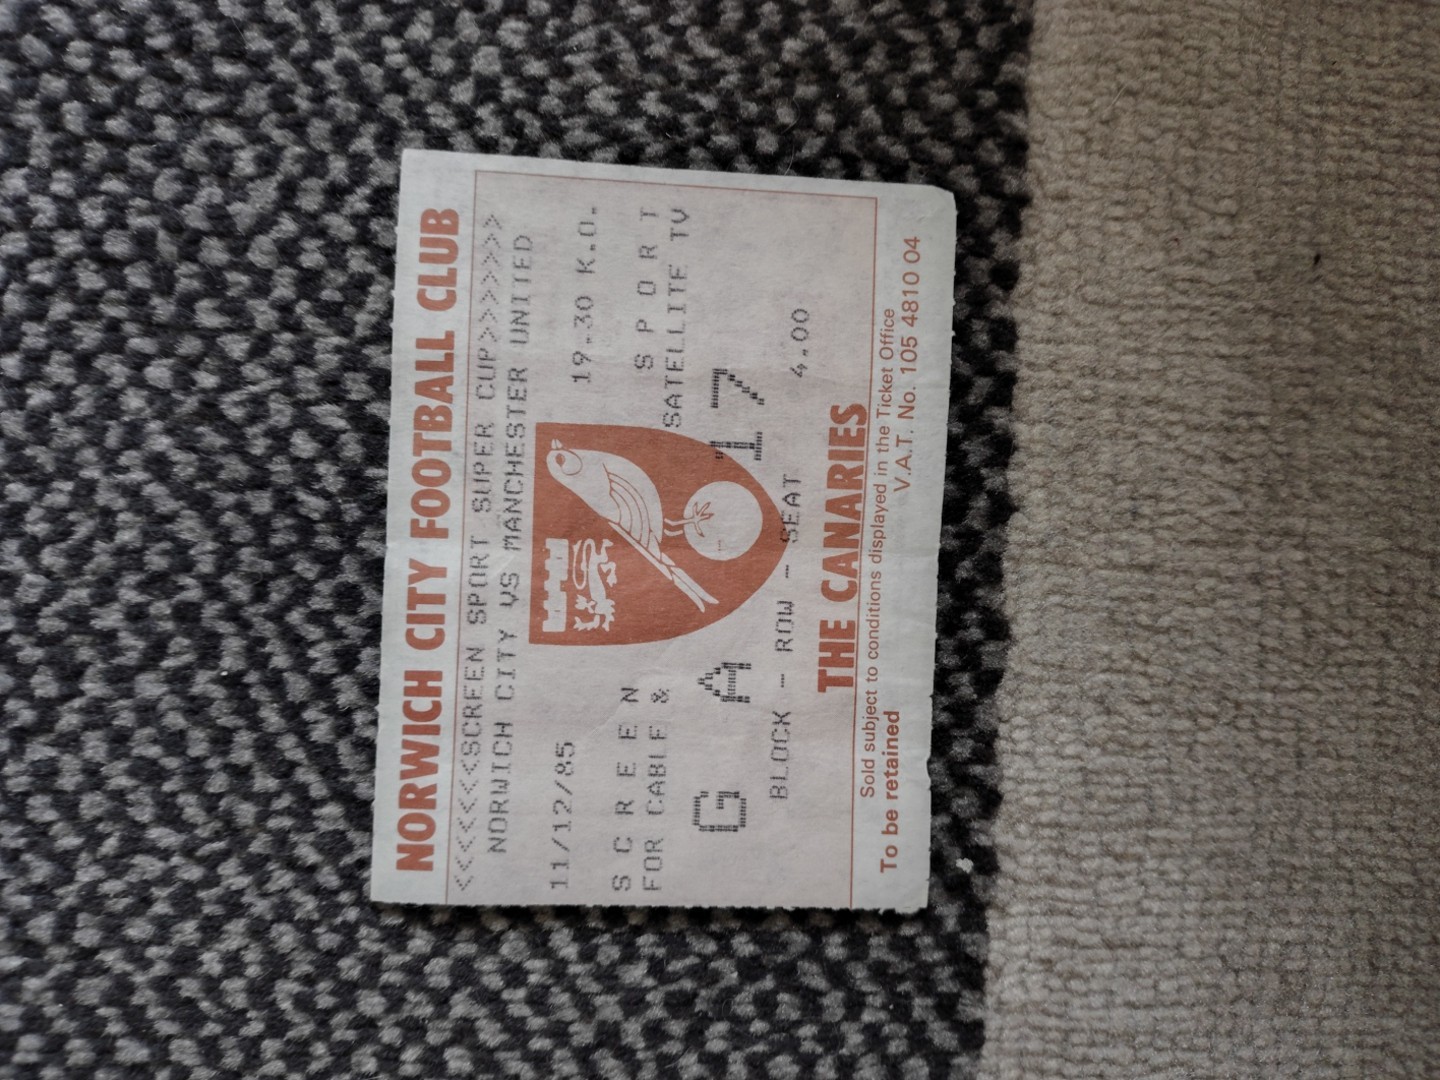 NORWICH CITY FOOTBALL CLUB
<<<<<<<SCREEN SPORT SUPER CUP>>>>>>>
NORWICH CITY VS MANCHESTER UNITED
11/12/85 19.30 K.O.
S C R E E N S P O R T
FOR CABLE & SATELLITE TV
G A 17
BLOCK - ROW - SEAT 4.00
THE CANARIES
Sold subject to conditions displayed in the Ticket Office
To be retained V.A.T. No. 105 4810 04